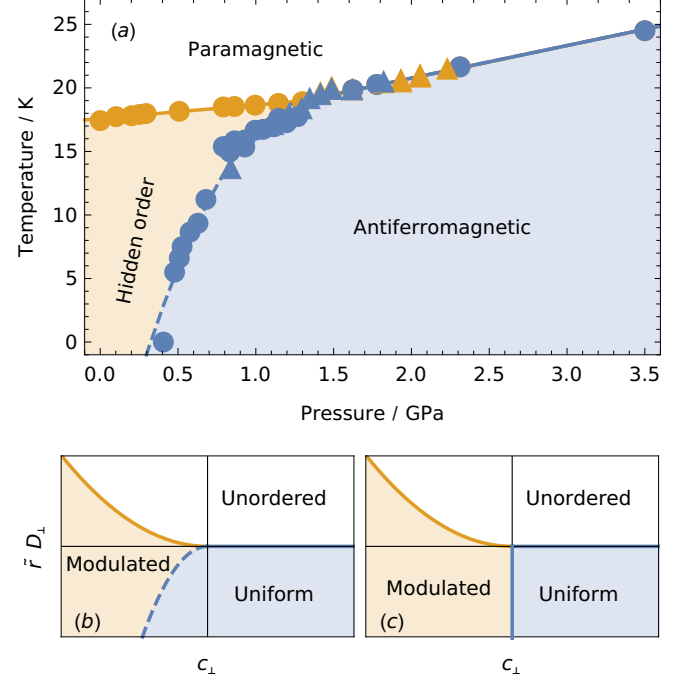 (a)
Paramagnetic
Hidden order
Antiferromagnetic
Temperature / K
25
20
15
10
5
0
0.0 0.5 1.0 1.5 2.0 2.5 3.0 3.5
Pressure / GPa
Unordered
Modulated
Uniform
(b)
r̃ D⊥
c⊥
Unordered
Modulated
Uniform
(c)
c⊥